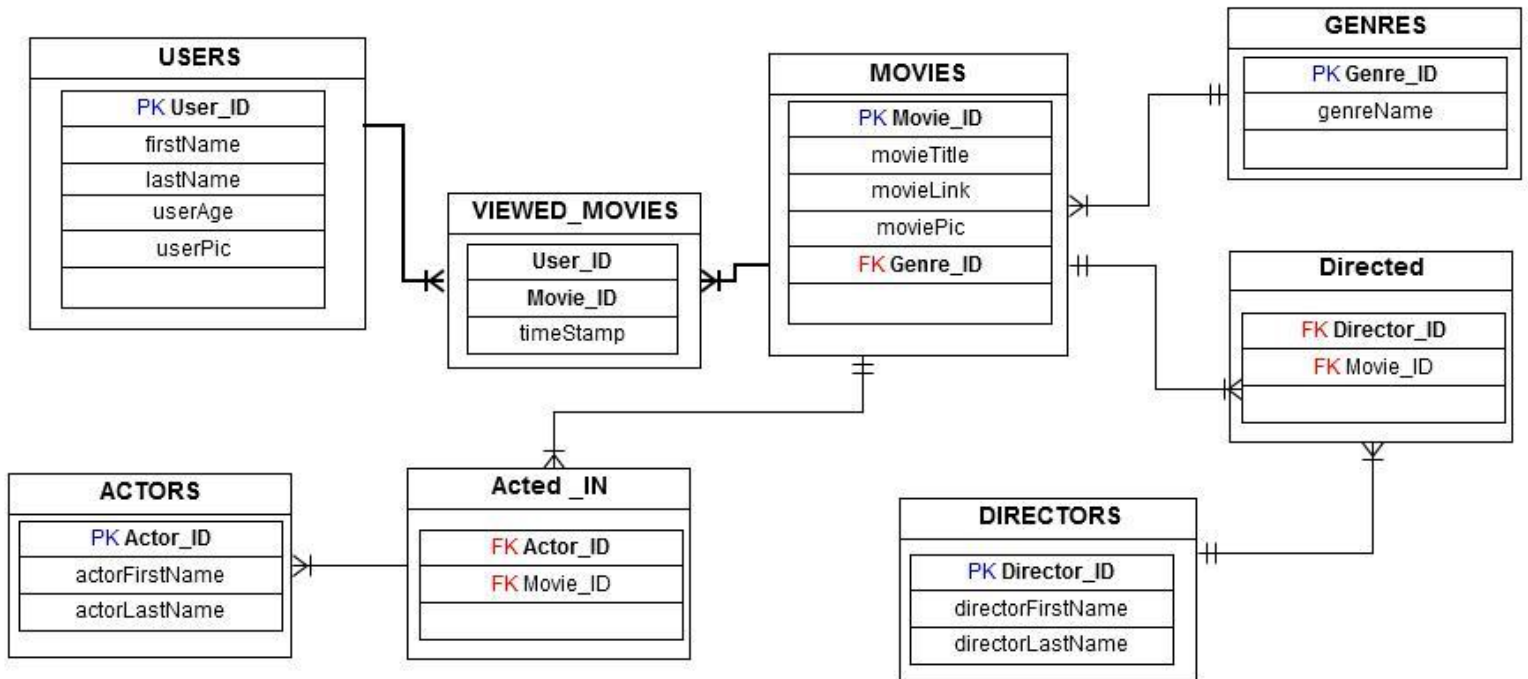 USERS
PK User_ID
firstName
lastName
userAge
userPic
VIEWED_MOVIES
User_ID
Movie_ID
timeStamp
MOVIES
PK Movie_ID
movieTitle
movieLink
moviePic
FK Genre_ID
GENRES
PK Genre_ID
genreName
Directed
FK Director_ID
FK Movie_ID
ACTORS
PK Actor_ID
actorFirstName
actorLastName
Acted _IN
FK Actor_ID
FK Movie_ID
DIRECTORS
PK Director_ID
directorFirstName
directorLastName